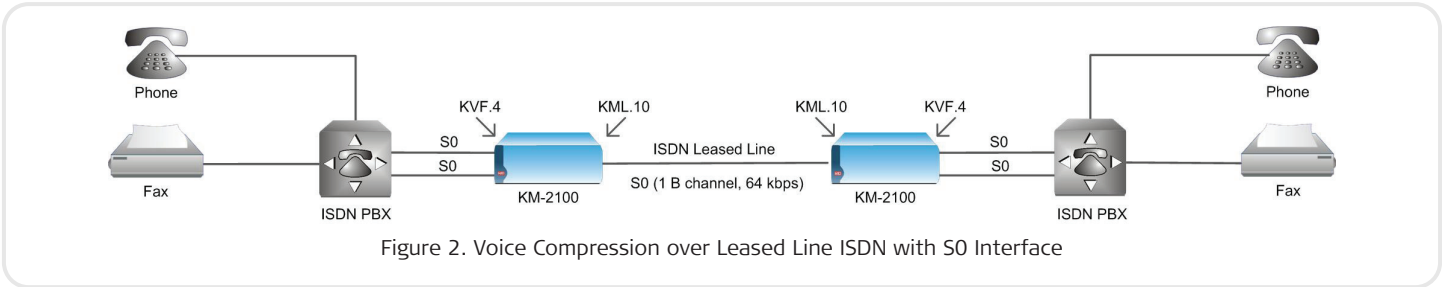 Phone
Fax
ISDN PBX
S0
S0
KVF.4
KML.10
KM-2100
ISDN Leased Line
S0 (1 B channel, 64 kbps)
KML.10
KVF.4
KM-2100
S0
S0
ISDN PBX
Phone
Fax
Figure 2. Voice Compression over Leased Line ISDN with S0 Interface